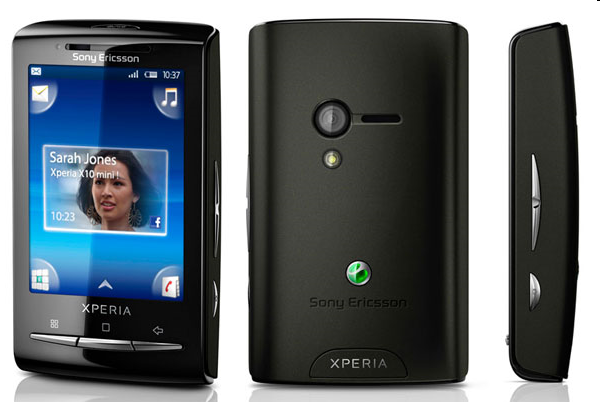 Sony Ericsson
10:37
Sarah Jones
Xperia X10 mini !
10:23
f
XPERIA
Sony Ericsson
XPERIA